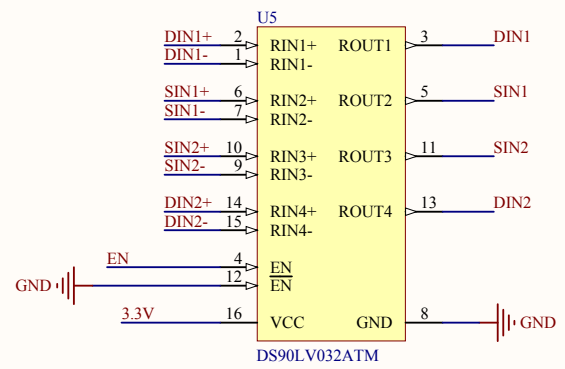 U5
DIN1+ 2 RIN1+ ROUT1 3 DIN1
DIN1- 1 RIN1-
SIN1+ 6 RIN2+ ROUT2 5 SIN1
SIN1- 7 RIN2-
SIN2+ 10 RIN3+ ROUT3 11 SIN2
SIN2- 9 RIN3-
DIN2+ 14 RIN4+ ROUT4 13 DIN2
DIN2- 15 RIN4-
EN 4 EN
GND 12 E̅N̅
3.3V 16 VCC GND 8 GND
DS90LV032ATM